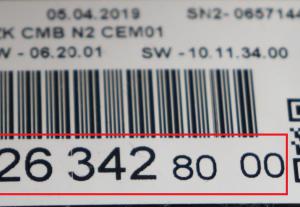 05.04.2019 SN2- 0657144
ZK CMB N2 CEM01
W -06.20.01 SW -10.11.34.00
26 342 80 00